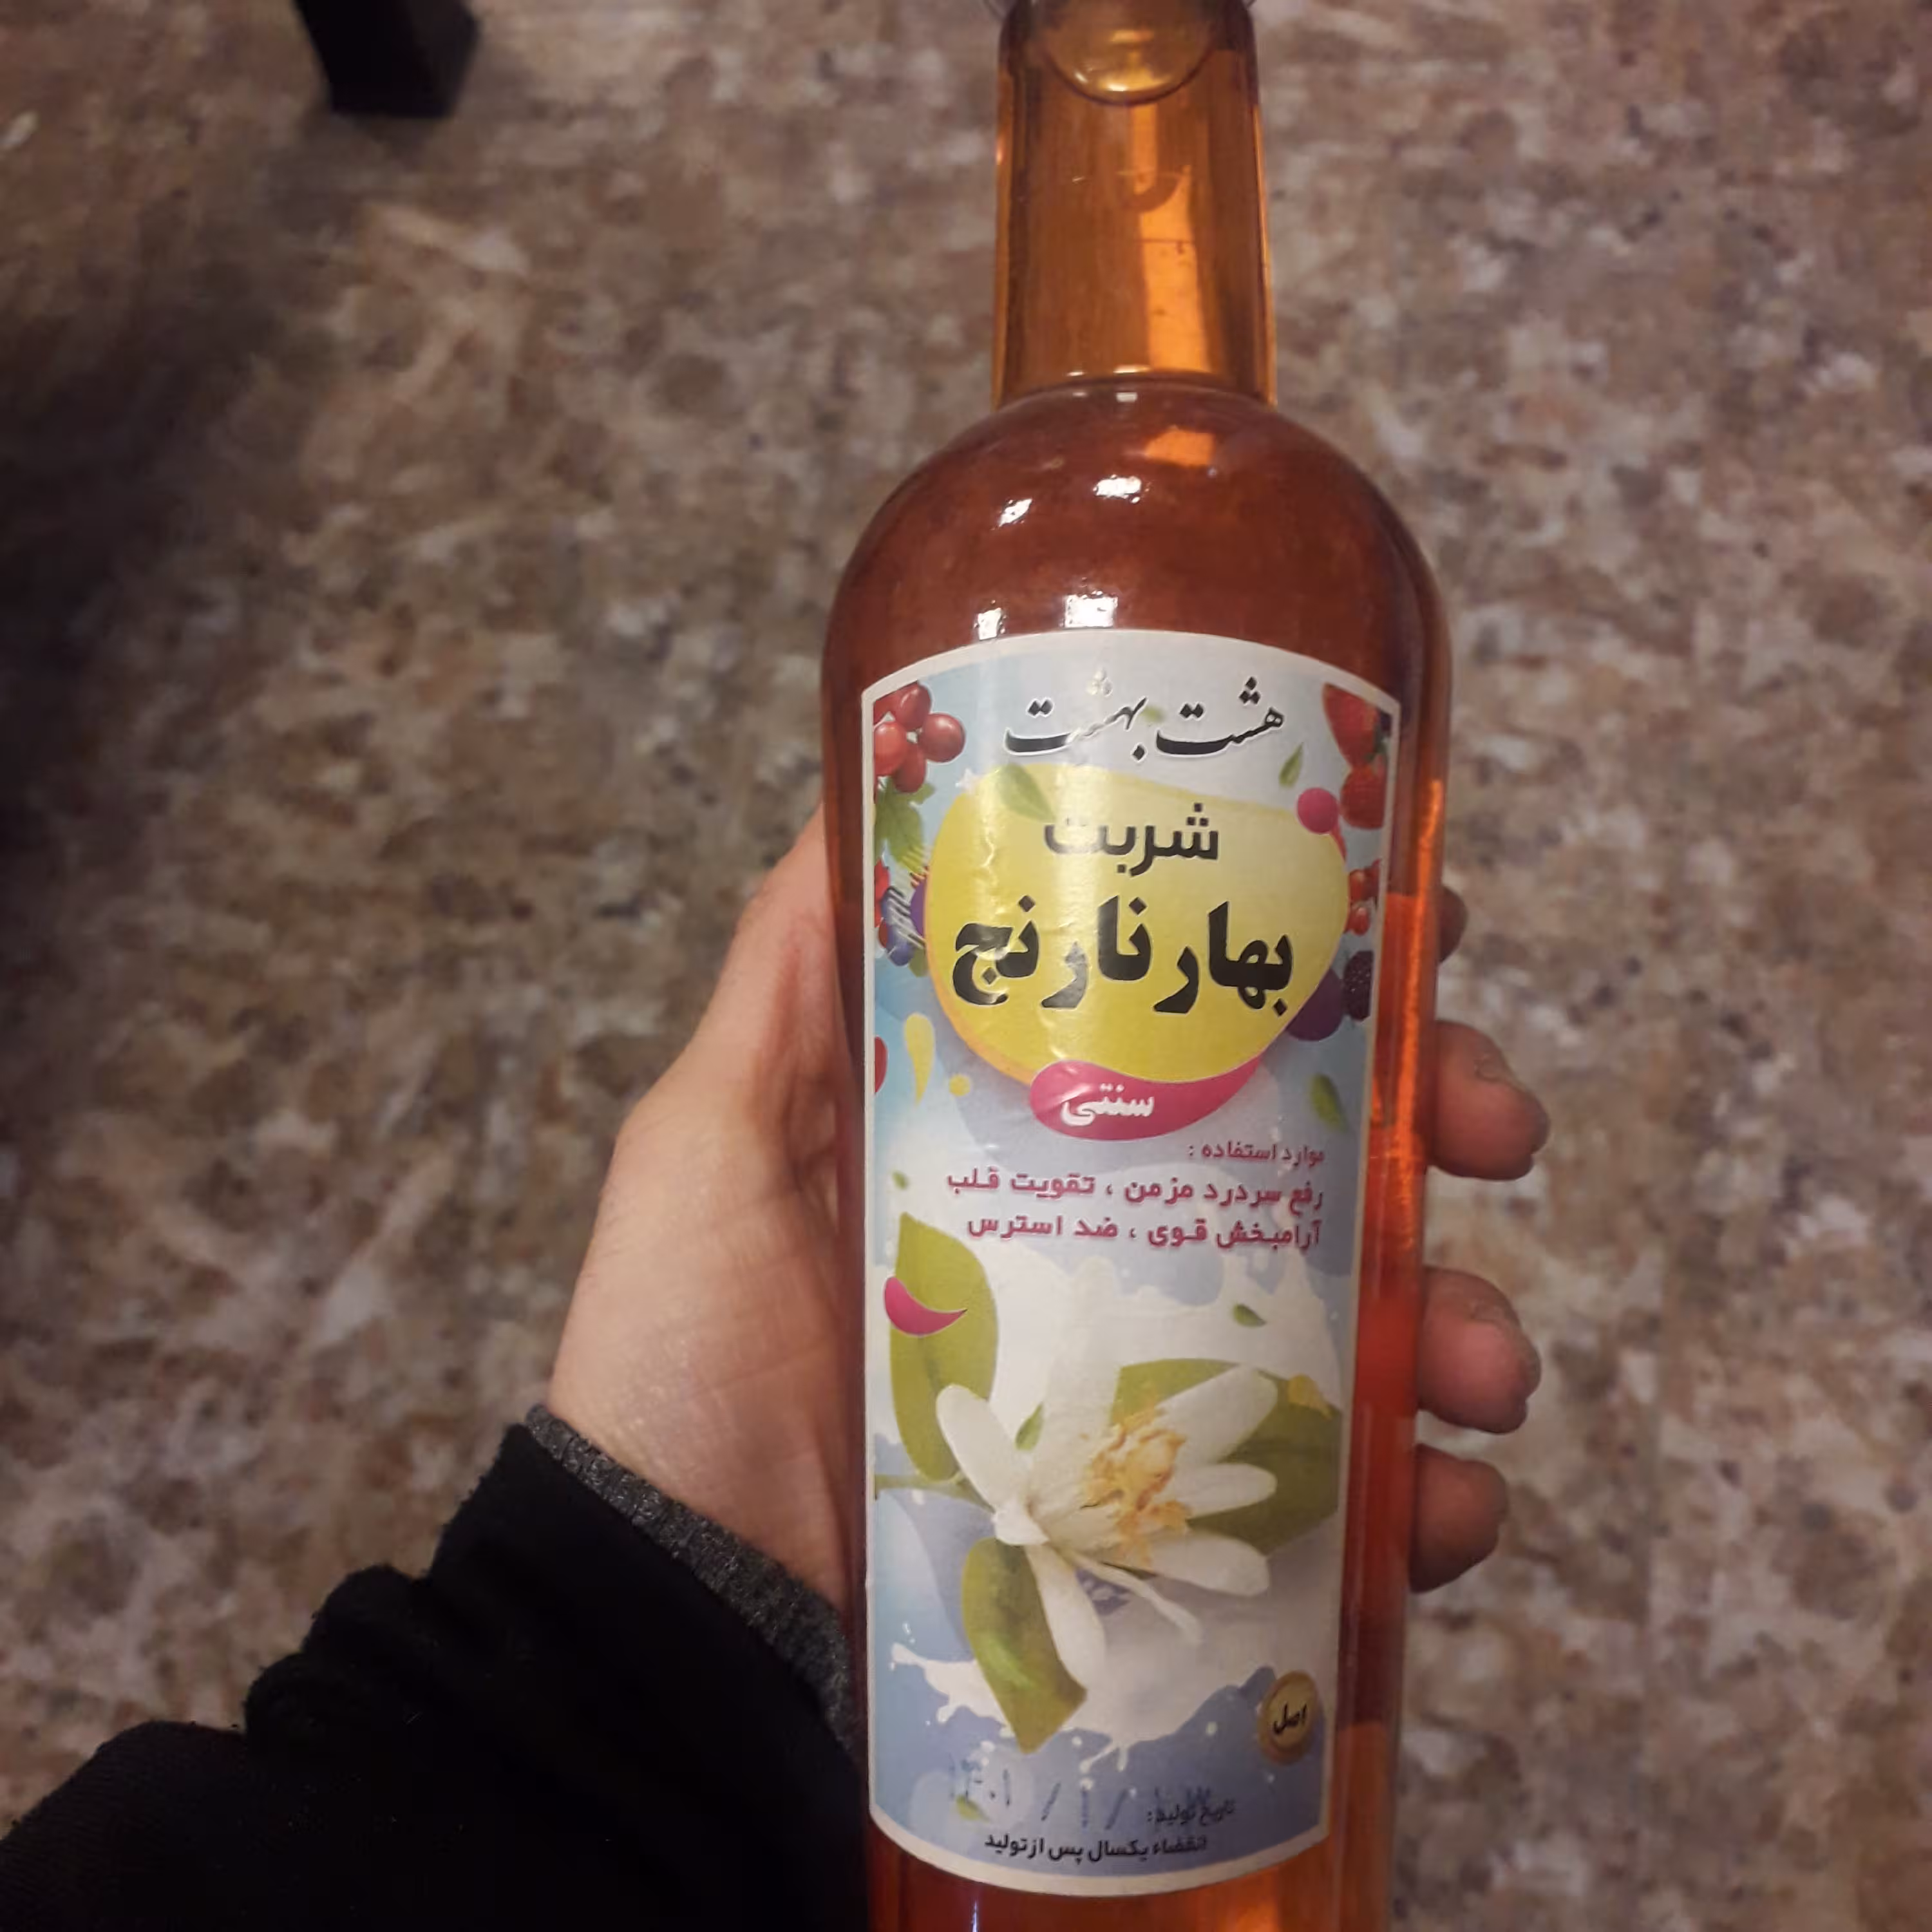 هشت بهشت
شربت
بهار نارنج
سنتی
موارد استفاده :
رفع سردرد مزمن ، تقویت قلب
آرامبخش قوی ، ضد استرس
اصل
تاریخ تولید:
انقضاء یکسال پس از تولید